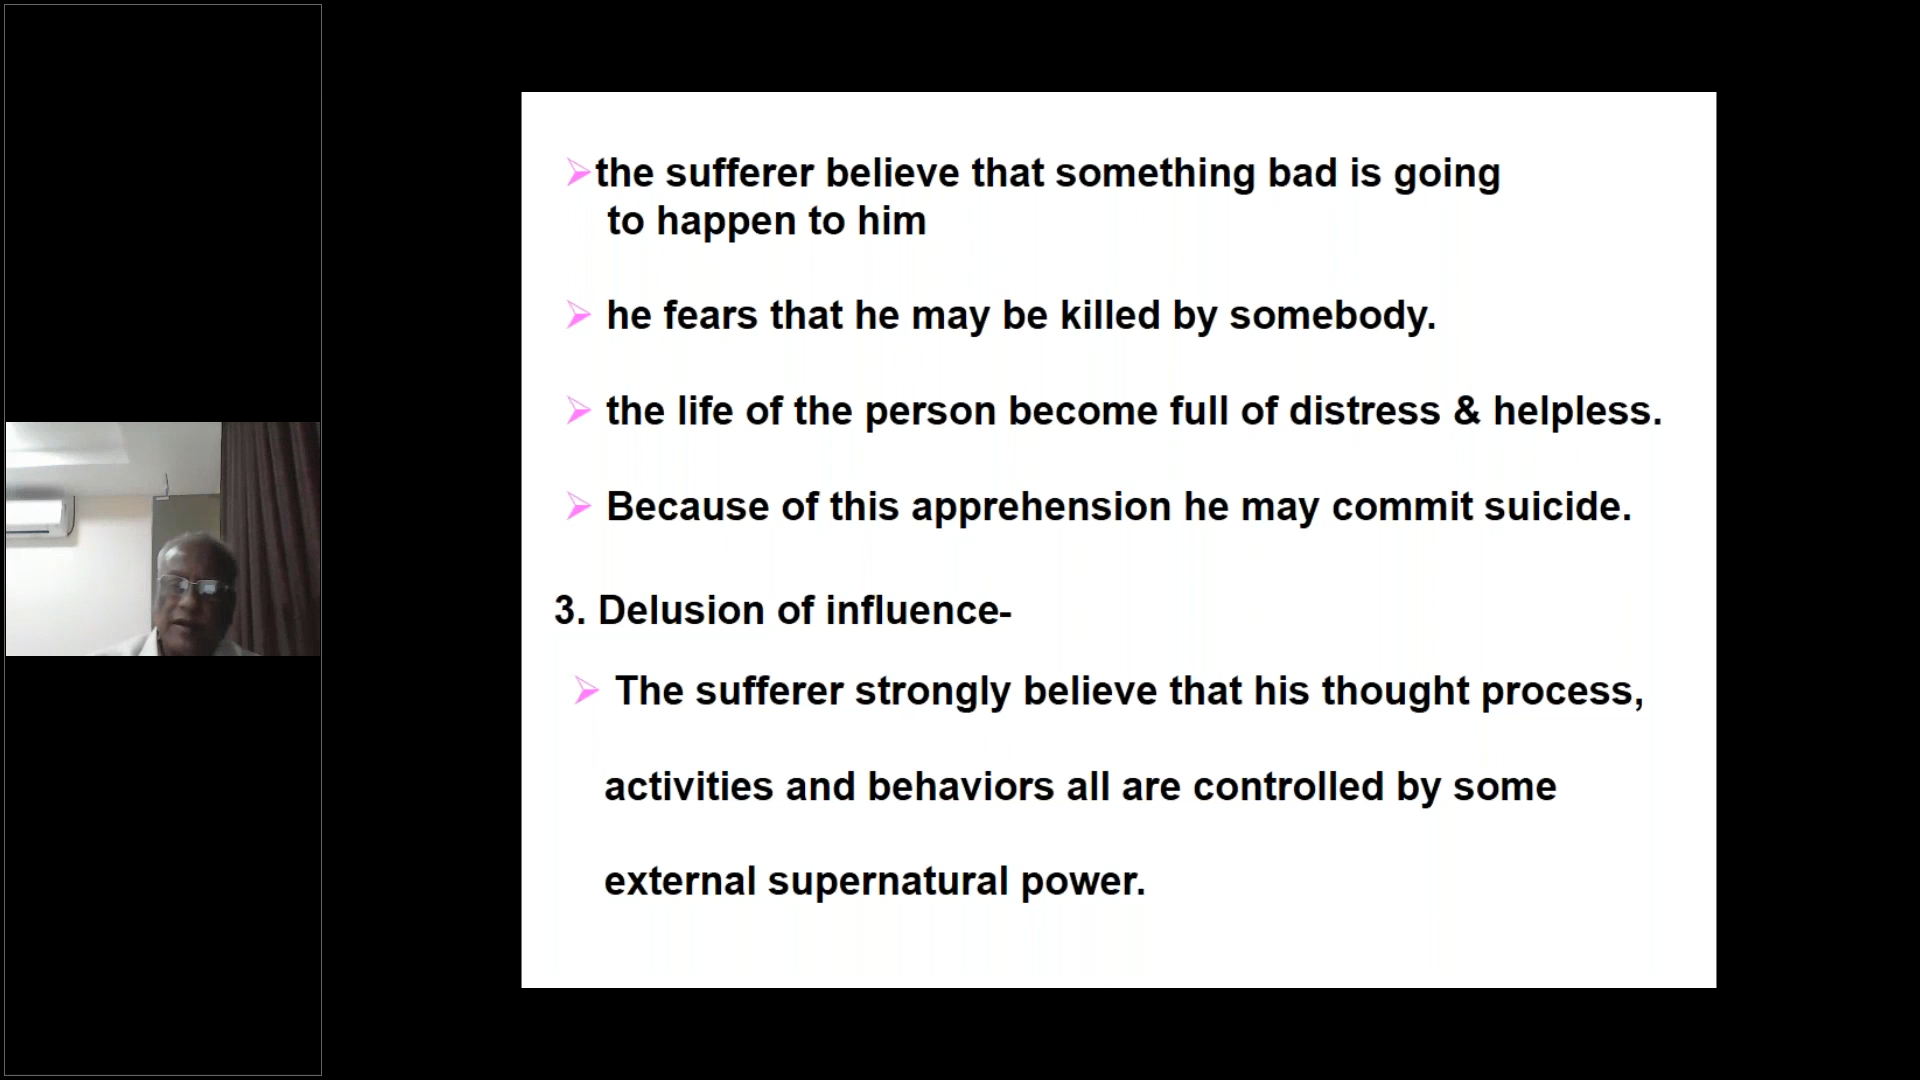 ➢the sufferer believe that something bad is going
to happen to him
➢ he fears that he may be killed by somebody.
➢ the life of the person become full of distress & helpless.
➢ Because of this apprehension he may commit suicide.
3. Delusion of influence-
➢ The sufferer strongly believe that his thought process,
activities and behaviors all are controlled by some
external supernatural power.